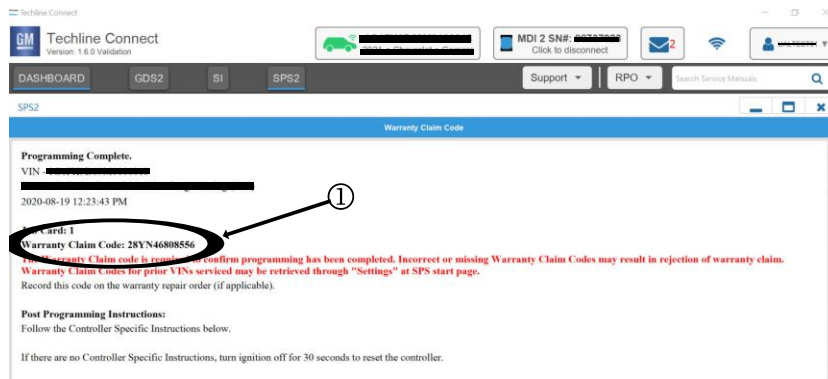 Techline Connect
GM
Techline Connect
Version: 1.6.0 Validation
MDI 2 SN#:
Click to disconnect
2
DASHBOARD GDS2 SI SPS2 Support RPO Search Service Manuals
SPS2
Warranty Claim Code
Programming Complete.
VIN -
2020-08-19 12:23:43 PM
1
Card: 1
Warranty Claim Code: 28YN46808556
The Warranty Claim code is required to confirm programming has been completed. Incorrect or missing Warranty Claim Codes may result in rejection of warranty claim.
Warranty Claim Codes for prior VINs serviced may be retrieved through "Settings" at SPS start page.
Record this code on the warranty repair order (if applicable).
Post Programming Instructions:
Follow the Controller Specific Instructions below.
If there are no Controller Specific Instructions, turn ignition off for 30 seconds to reset the controller.